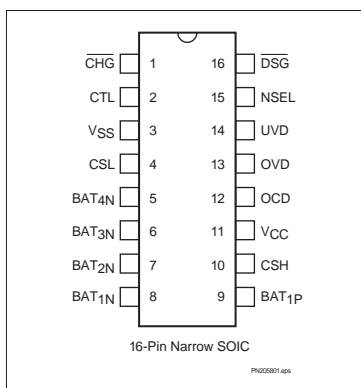 CHG 1 16 DSG
CTL 2 15 NSEL
VSS 3 14 UVD
CSL 4 13 OVD
BAT4N 5 12 OCD
BAT3N 6 11 VCC
BAT2N 7 10 CSH
BAT1N 8 9 BAT1P
16-Pin Narrow SOIC
PN205801.eps